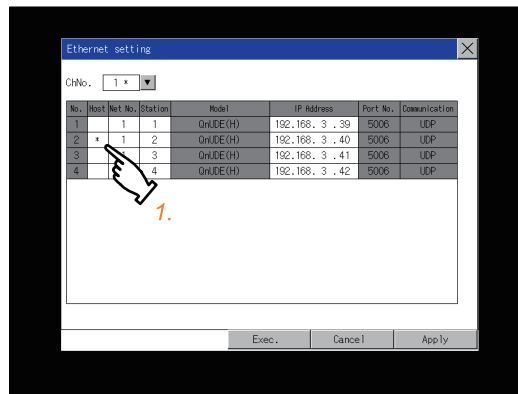 Ethernet setting
ChNo. 1 * ▼
No. Host Net No. Station Model IP Address Port No. Communication
1 1 1 QnUDE(H) 192.168. 3 .39 5006 UDP
2 * 1 2 QnUDE(H) 192.168. 3 .40 5006 UDP
3 3 QnUDE(H) 192.168. 3 .41 5006 UDP
4 4 QnUDE(H) 192.168. 3 .42 5006 UDP
1.
Exec. Cancel Apply